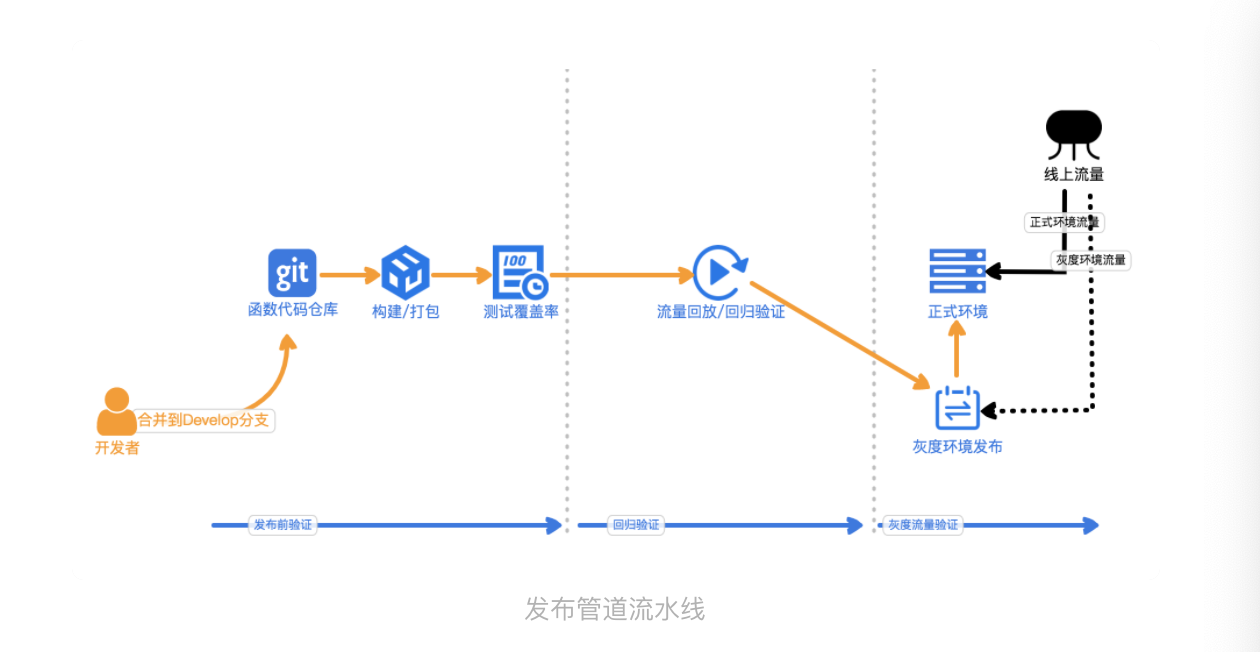 线上流量
正式环境流量
灰度环境流量
git
100
函数代码仓库
构建/打包
测试覆盖率
流量回放/回归验证
正式环境
合并到Develop分支
开发者
灰度环境发布
发布前验证
回归验证
灰度流量验证
发布管道流水线